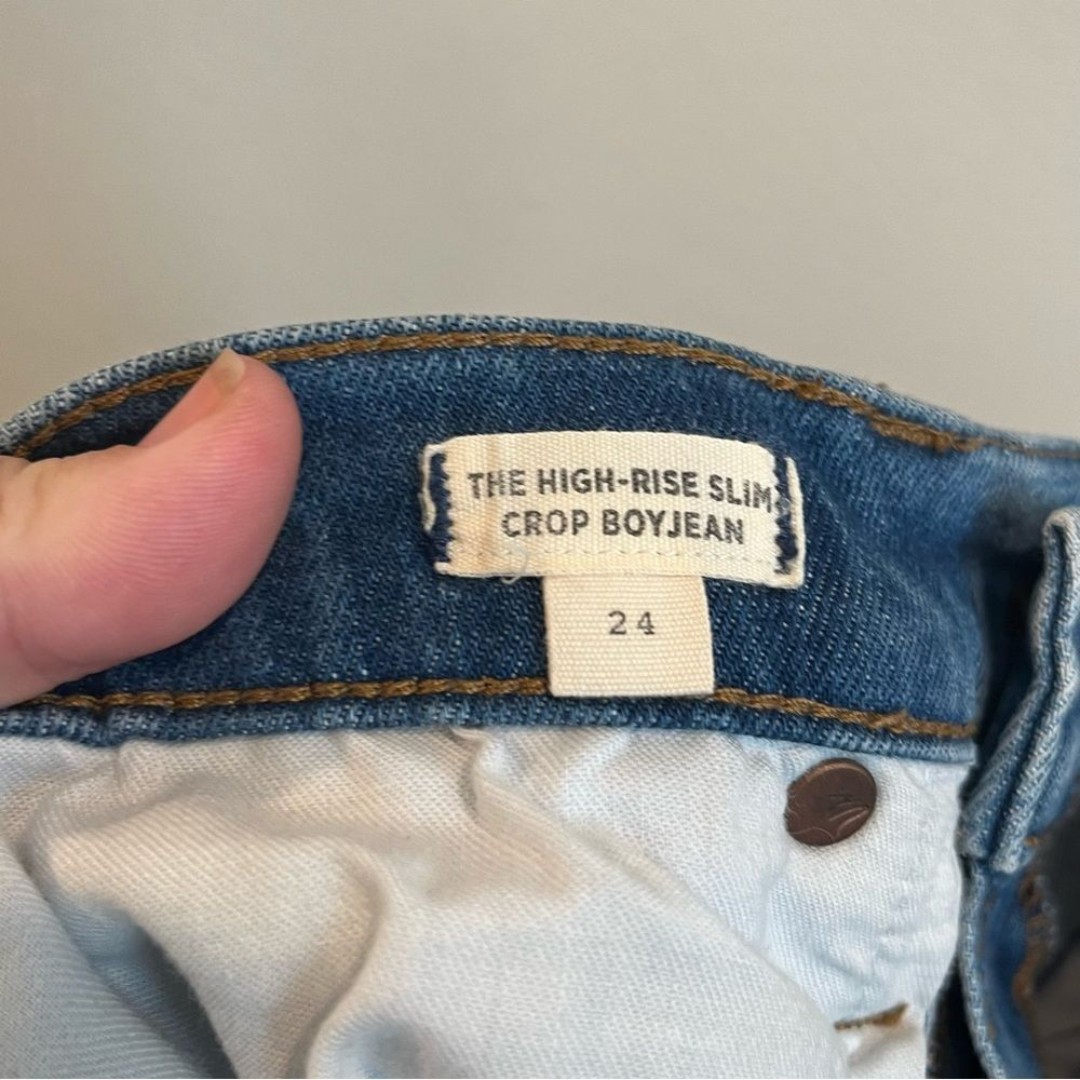 THE HIGH-RISE SLIM
CROP BOYJEAN
24